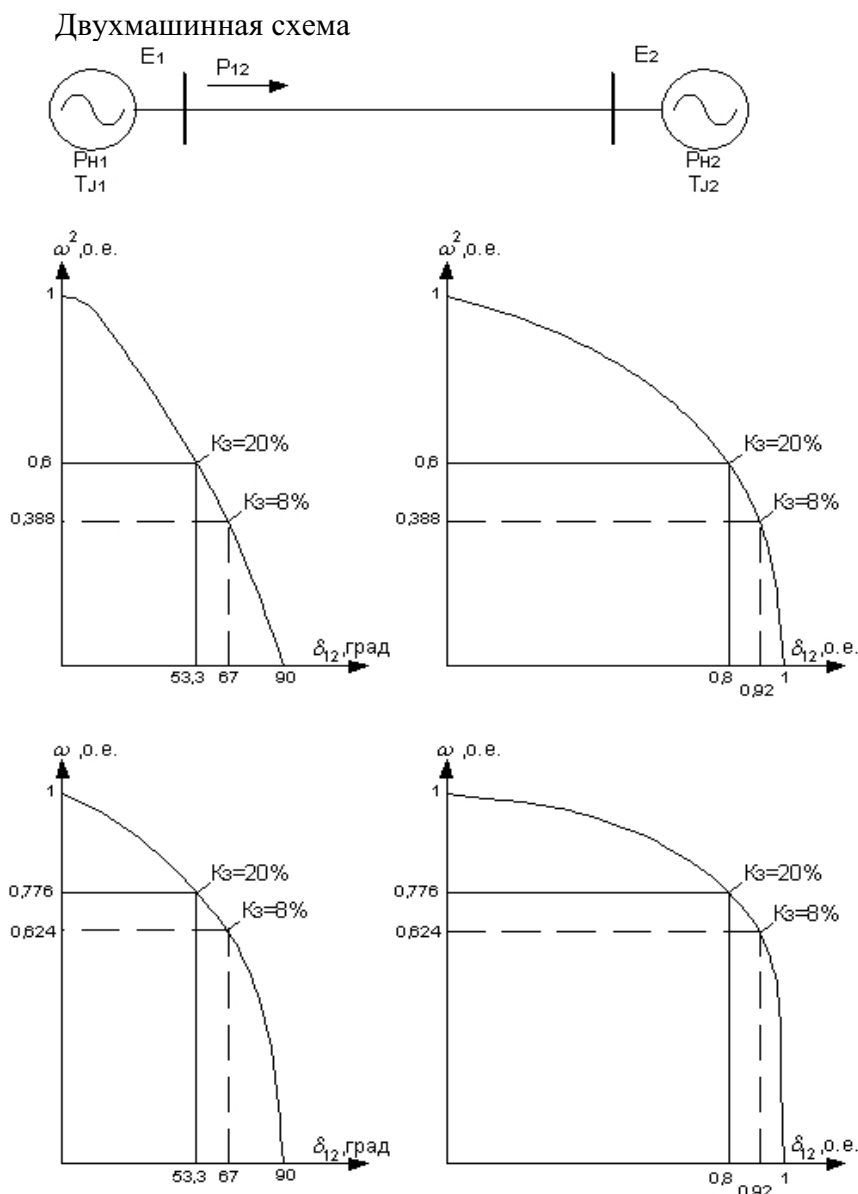 Двухмашинная схема
E1
P12
E2
PH1
TJ1
PH2
TJ2
ω²,о.е.
1
Кз=20%
0,6
Кз=8%
0,388
δ12,град
53,3 67 90
ω²,о.е.
1
Кз=20%
0,6
Кз=8%
0,388
δ12,о.е.
0,8 1
0,92
ω,о.е.
1
Кз=20%
0,776
Кз=8%
0,624
δ12,град
53,3 67 90
ω,о.е.
1
Кз=20%
0,776
Кз=8%
0,624
δ12,о.е.
0,8 1
0,92